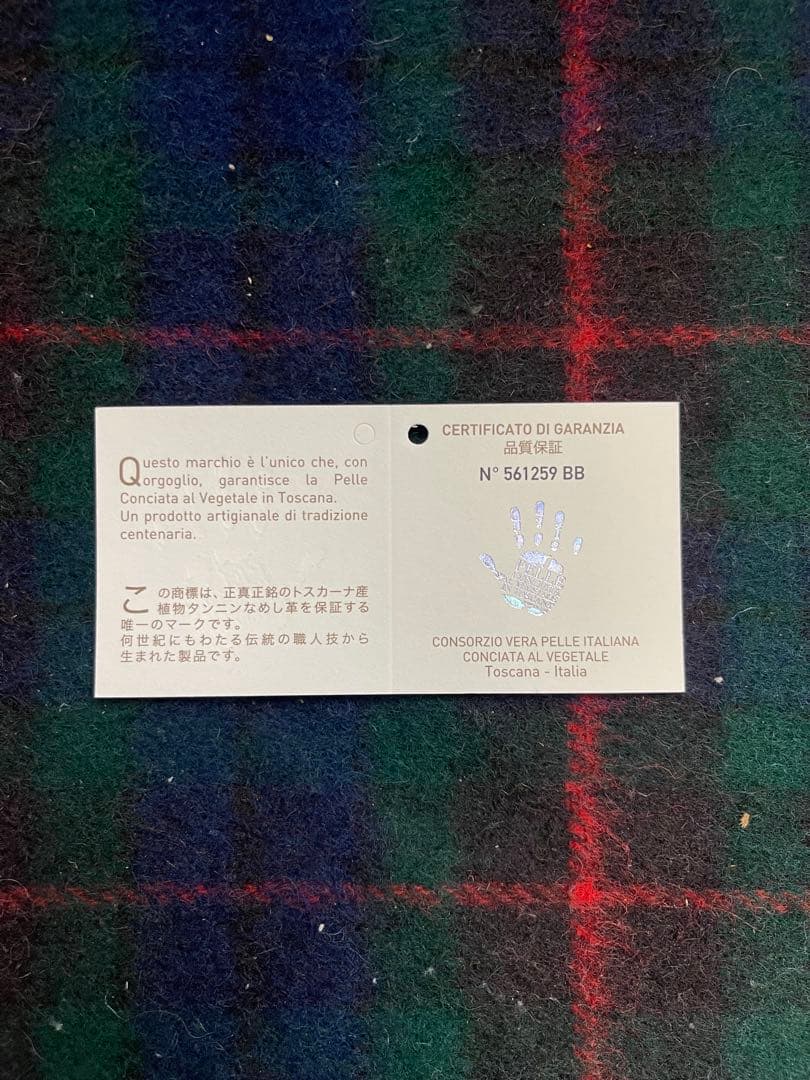 Questo marchio è l'unico che, con
orgoglio, garantisce la Pelle
Conciata al Vegetale in Toscana.
Un prodotto artigianale di tradizione
centenaria.
この商標は、正真正銘のトスカーナ産
植物タンニンなめし革を保証する
唯一のマークです。
何世紀にもわたる伝統の職人技から
生まれた製品です。
CERTIFICATO DI GARANZIA
品質保証
N° 561259 BB
PELLE
CONSORZIO VERA PELLE ITALIANA
CONCIATA AL VEGETALE
Toscana - Italia